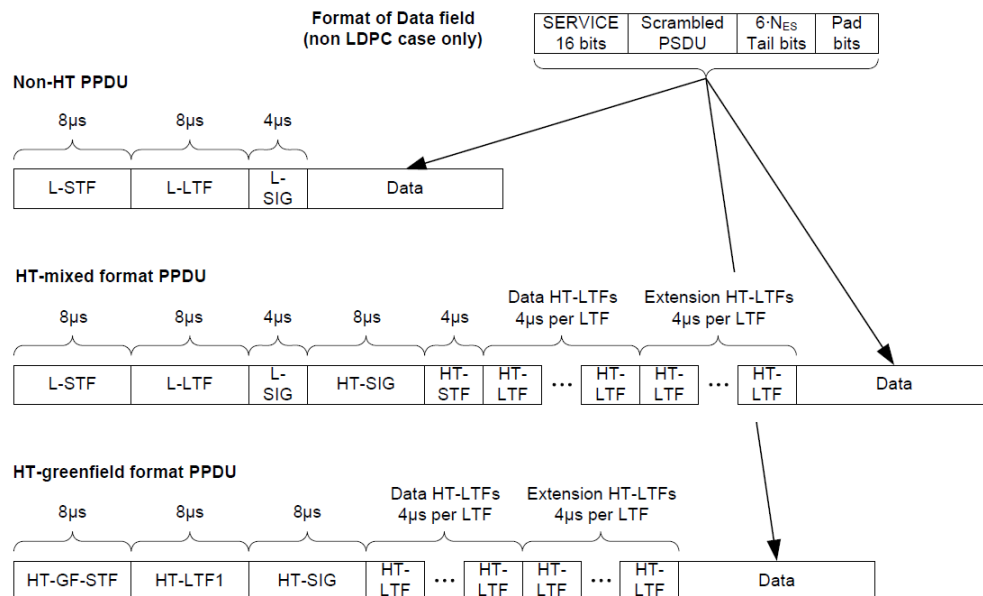 Format of Data field
(non LDPC case only)
SERVICE 16 bits
Scrambled PSDU
6·N_ES Tail bits
Pad bits
Non-HT PPDU
8µs 8µs 4µs
L-STF L-LTF L-SIG Data
HT-mixed format PPDU
Data HT-LTFs Extension HT-LTFs
8µs 8µs 4µs 8µs 4µs 4µs per LTF 4µs per LTF
L-STF L-LTF L-SIG HT-SIG HT-STF HT-LTF ••• HT-LTF HT-LTF ••• HT-LTF Data
HT-greenfield format PPDU
Data HT-LTFs Extension HT-LTFs
8µs 8µs 8µs 4µs per LTF 4µs per LTF
HT-GF-STF HT-LTF1 HT-SIG HT-LTF ••• HT-LTF HT-LTF ••• HT-LTF Data